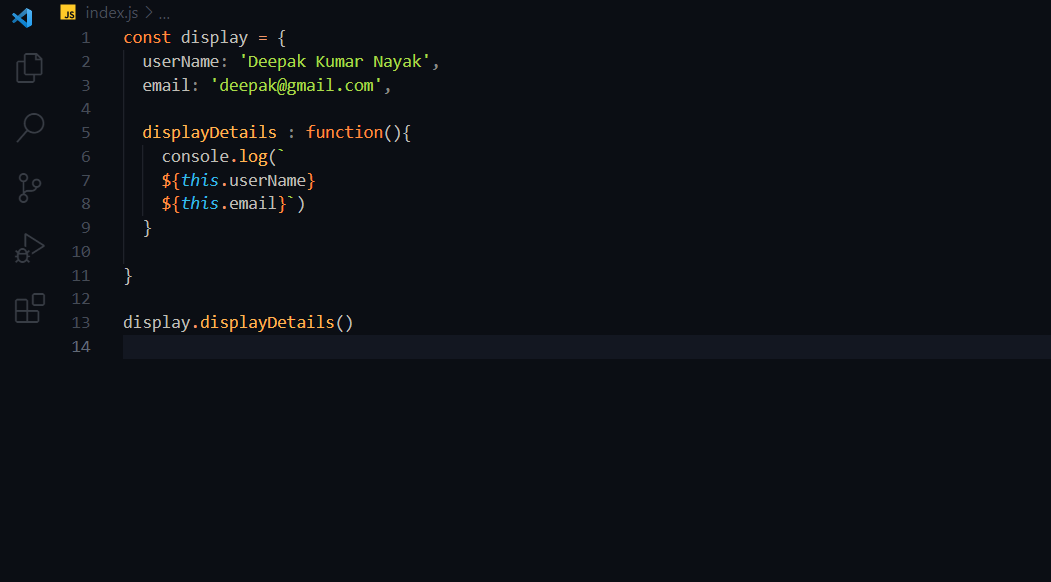 JS index.js > ...
1 const display = {
2   userName: 'Deepak Kumar Nayak',
3   email: 'deepak@gmail.com',
4
5   displayDetails : function(){
6     console.log(`
7     ${this.userName}
8     ${this.email}`)
9   }
10
11 }
12
13 display.displayDetails()
14